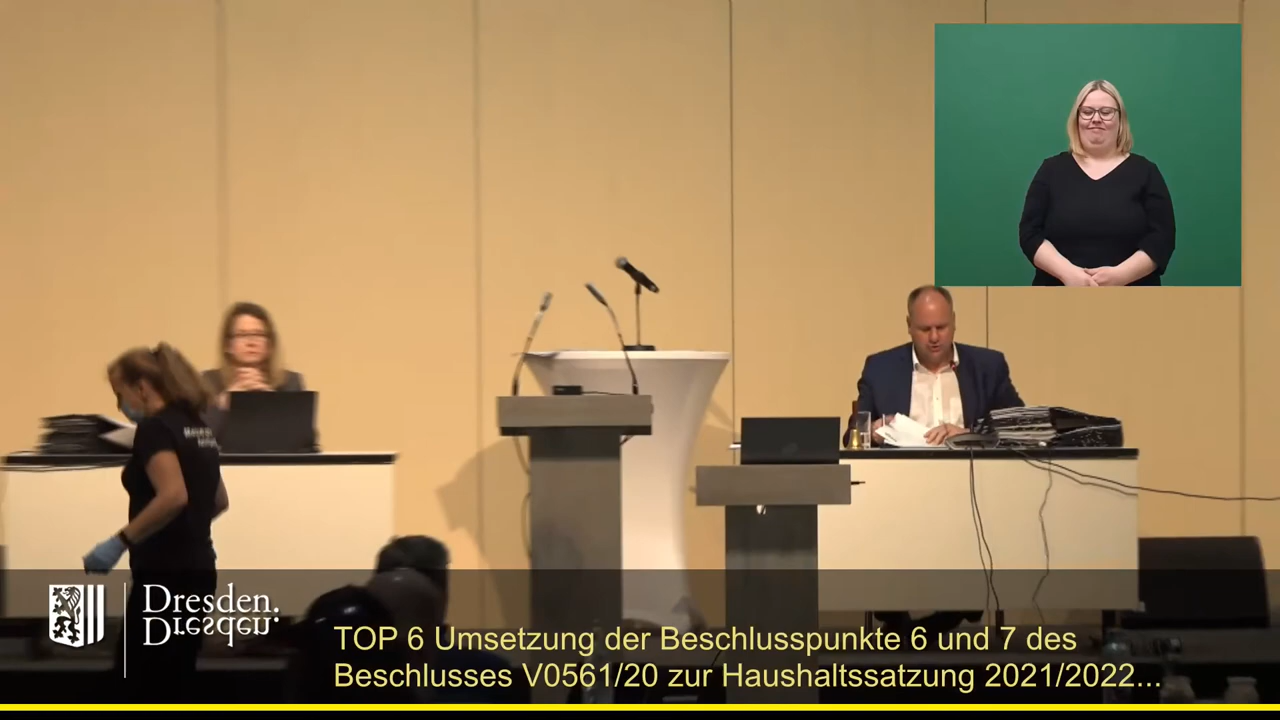 Dresden.
Dresden.
TOP 6 Umsetzung der Beschlusspunkte 6 und 7 des
Beschlusses V0561/20 zur Haushaltssatzung 2021/2022...